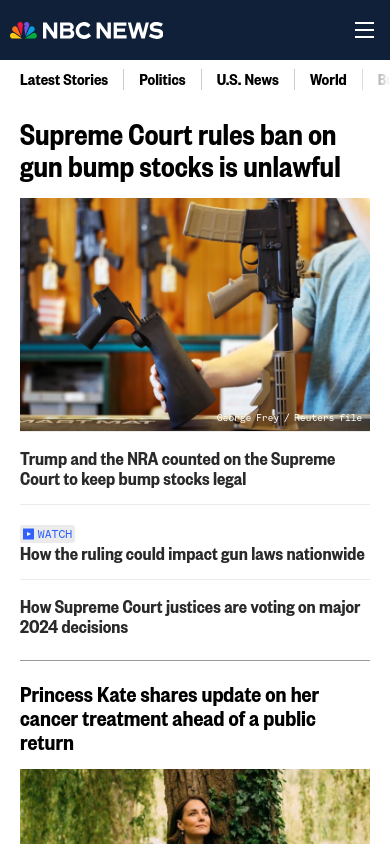 NBC NEWS
Latest Stories
Politics
U.S. News
World
Supreme Court rules ban on
gun bump stocks is unlawful
George Frey / Reuters file
Trump and the NRA counted on the Supreme
Court to keep bump stocks legal
WATCH
How the ruling could impact gun laws nationwide
How Supreme Court justices are voting on major
2024 decisions
Princess Kate shares update on her
cancer treatment ahead of a public
return